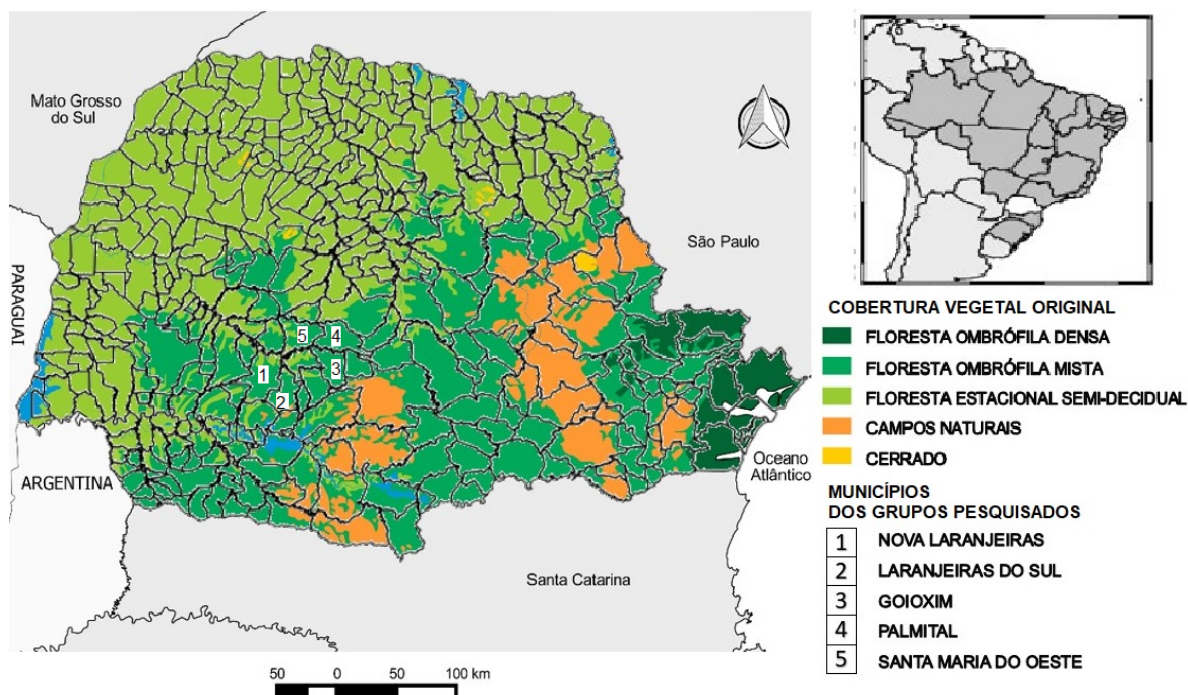 Mato Grosso
do Sul
São Paulo
PARAGUAI
ARGENTINA
Oceano
Atlântico
Santa Catarina
5
4
1
3
2
50 0 50 100 km
COBERTURA VEGETAL ORIGINAL
FLORESTA OMBRÓFILA DENSA
FLORESTA OMBRÓFILA MISTA
FLORESTA ESTACIONAL SEMI-DECIDUAL
CAMPOS NATURAIS
CERRADO
MUNICÍPIOS
DOS GRUPOS PESQUISADOS
1 NOVA LARANJEIRAS
2 LARANJEIRAS DO SUL
3 GOIOXIM
4 PALMITAL
5 SANTA MARIA DO OESTE